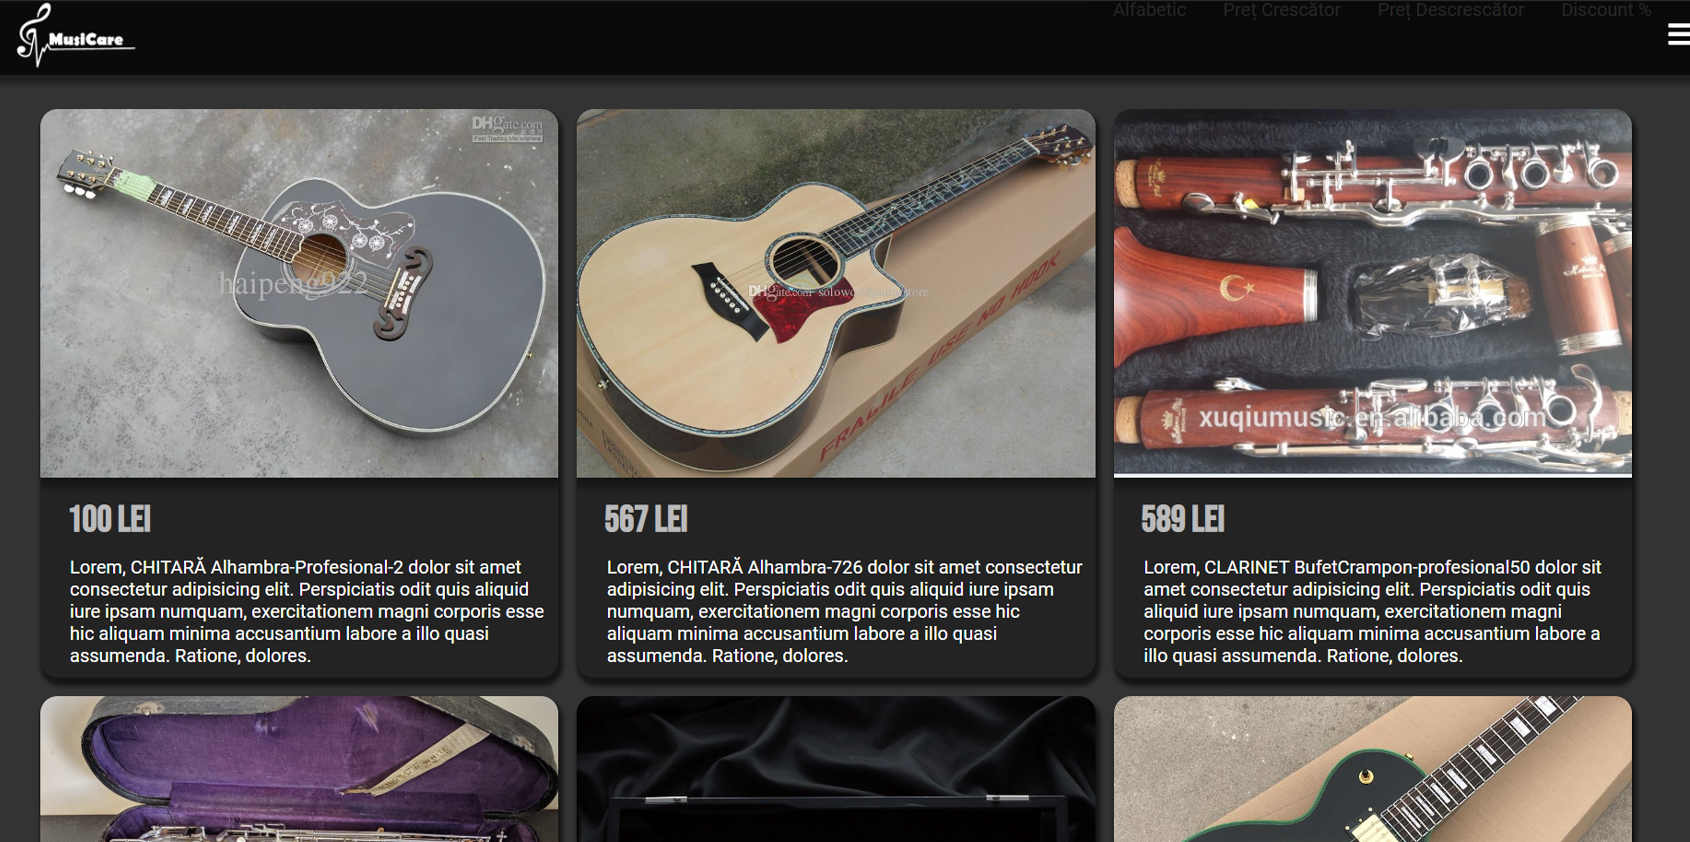 Alfabetic Preț Crescător Preț Descrescător Discount %
MusiCare
DHgate.com
haipeng922
DHgate.com
FRAGILE USE NO HOOK
xuqiumusic.en.alibaba.com
100 LEI
567 LEI
589 LEI
Lorem, CHITARĂ Alhambra-Profesional-2 dolor sit amet
consectetur adipisicing elit. Perspiciatis odit quis aliquid
iure ipsam numquam, exercitationem magni corporis esse
hic aliquam minima accusantium labore a illo quasi
assumenda. Ratione, dolores.
Lorem, CHITARĂ Alhambra-726 dolor sit amet consectetur
adipisicing elit. Perspiciatis odit quis aliquid iure ipsam
numquam, exercitationem magni corporis esse hic
aliquam minima accusantium labore a illo quasi
assumenda. Ratione, dolores.
Lorem, CLARINET BufetCrampon-profesional50 dolor sit
amet consectetur adipisicing elit. Perspiciatis odit quis
aliquid iure ipsam numquam, exercitationem magni
corporis esse hic aliquam minima accusantium labore a
illo quasi assumenda. Ratione, dolores.